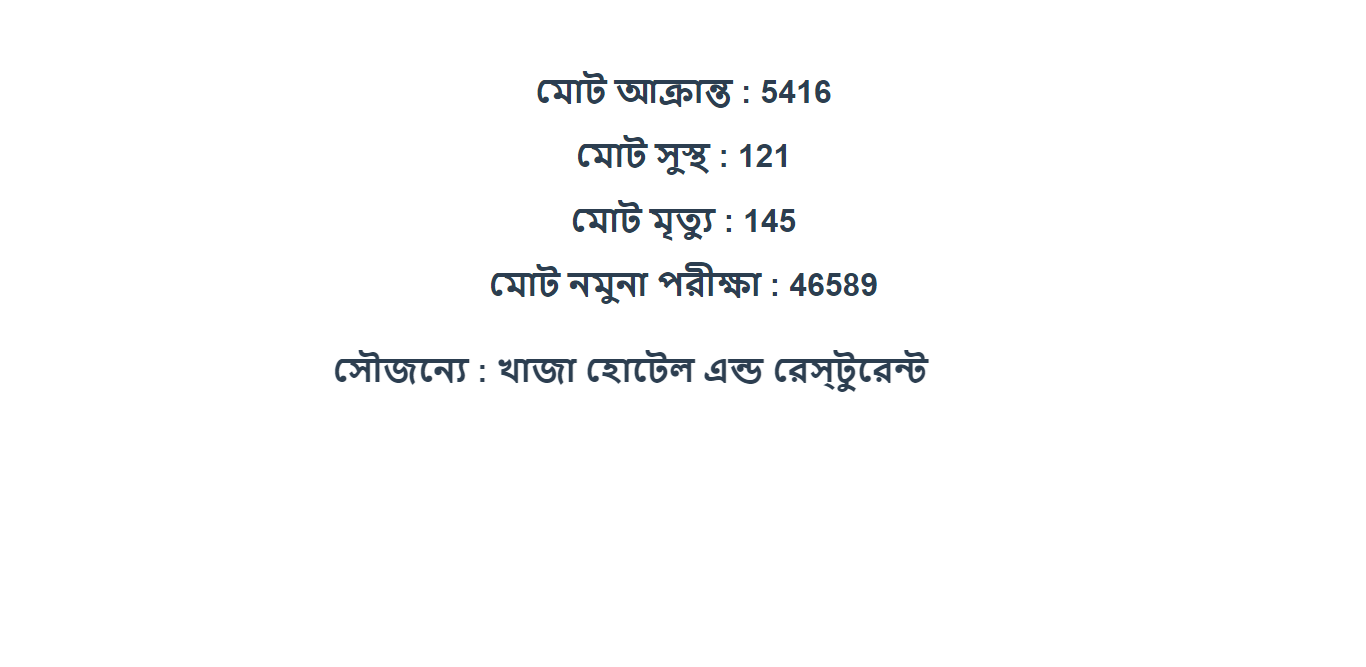 মোট আক্রান্ত : 5416
মোট সুস্থ : 121
মোট মৃত্যু : 145
মোট নমুনা পরীক্ষা : 46589
সৌজন্যে : খাজা হোটেল এন্ড রেস্‌টুরেন্ট